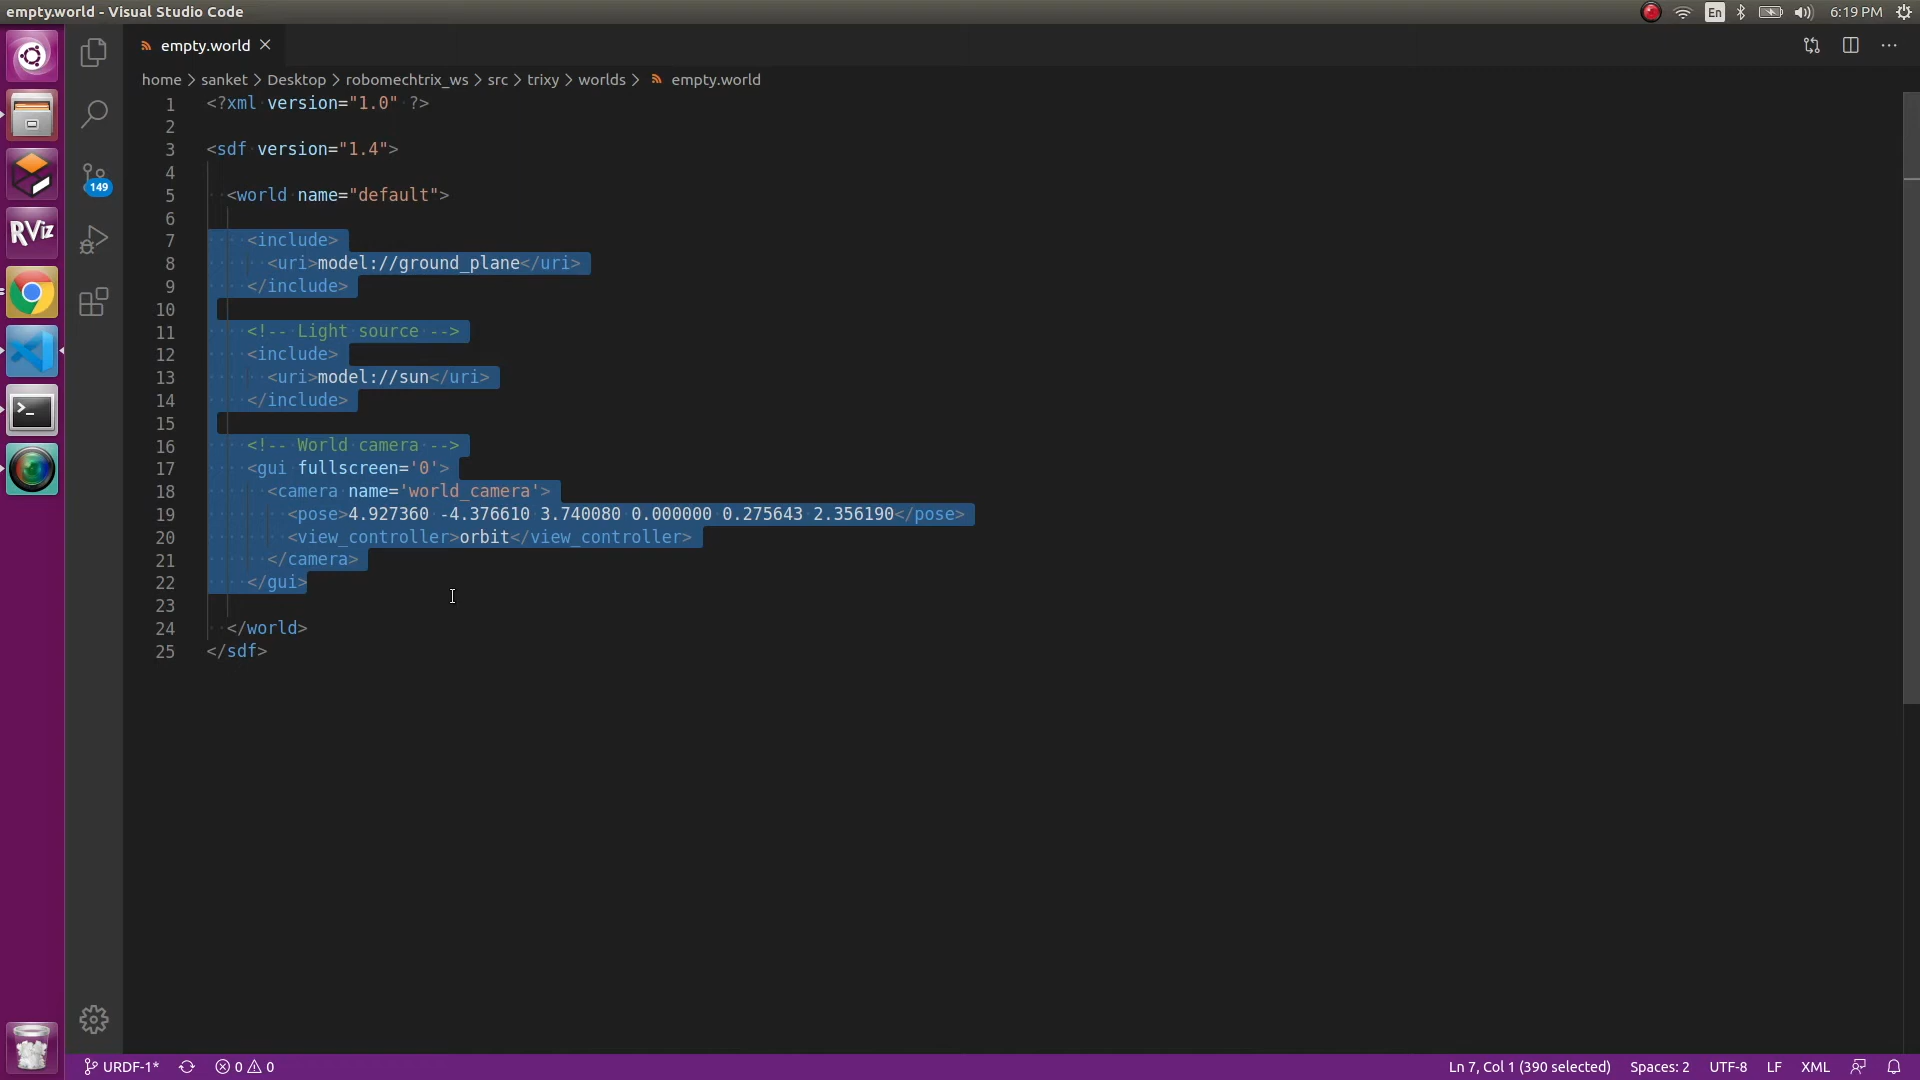 empty.world - Visual Studio Code
En
6:19 PM
empty.world
home > sanket > Desktop > robomechtrix_ws > src > trixy > worlds > empty.world
1 <?xml version="1.0" ?>
2
3 <sdf version="1.4">
4
5 <world name="default">
6
7 <include>
8 <uri>model://ground_plane</uri>
9 </include>
10
11 <!-- Light source -->
12 <include>
13 <uri>model://sun</uri>
14 </include>
15
16 <!-- World camera -->
17 <gui fullscreen='0'>
18 <camera name='world_camera'>
19 <pose>4.927360 -4.376610 3.740080 0.000000 0.275643 2.356190</pose>
20 <view_controller>orbit</view_controller>
21 </camera>
22 </gui>
23
24 </world>
25 </sdf>
149
RViz
URDF-1* 0 0 Ln 7, Col 1 (390 selected) Spaces: 2 UTF-8 LF XML